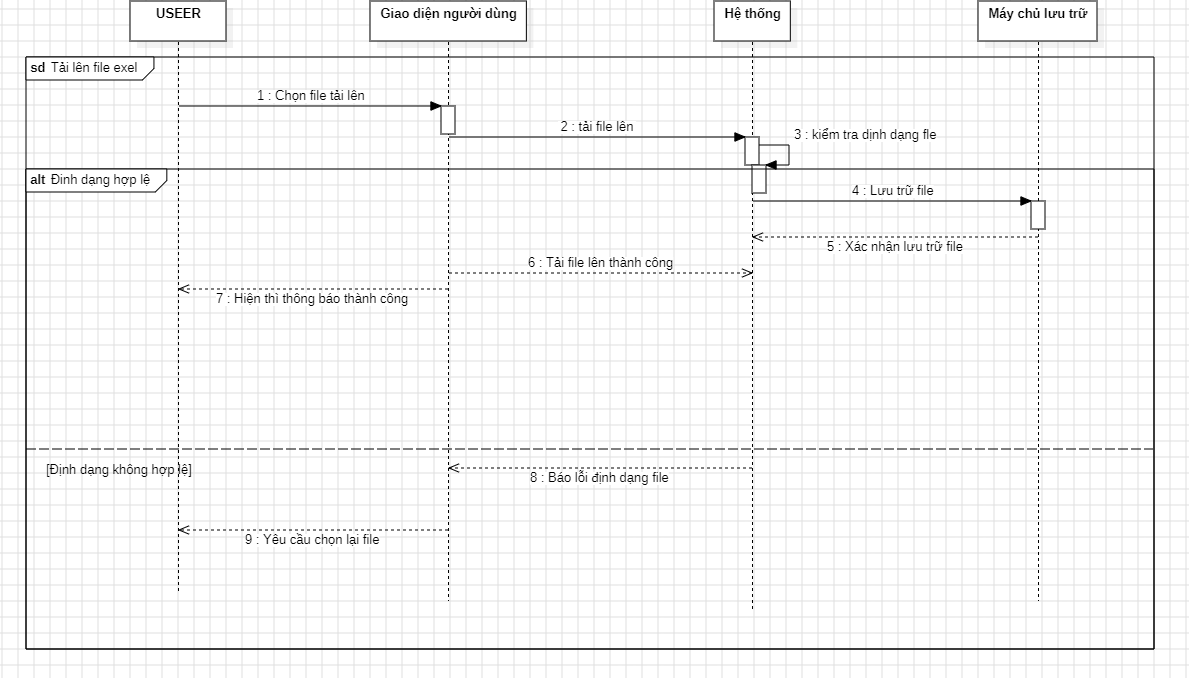 USEER
Giao diện người dùng
Hệ thống
Máy chủ lưu trữ
sd Tải lên file exel
1 : Chọn file tải lên
2 : tải file lên
3 : kiểm tra dịnh dạng fle
alt Đinh dạng hợp lệ
4 : Lưu trữ file
5 : Xác nhận lưu trữ file
6 : Tải file lên thành công
7 : Hiện thì thông báo thành công
[Định dạng không hợp lệ]
8 : Báo lỗi định dạng file
9 : Yêu cầu chọn lại file